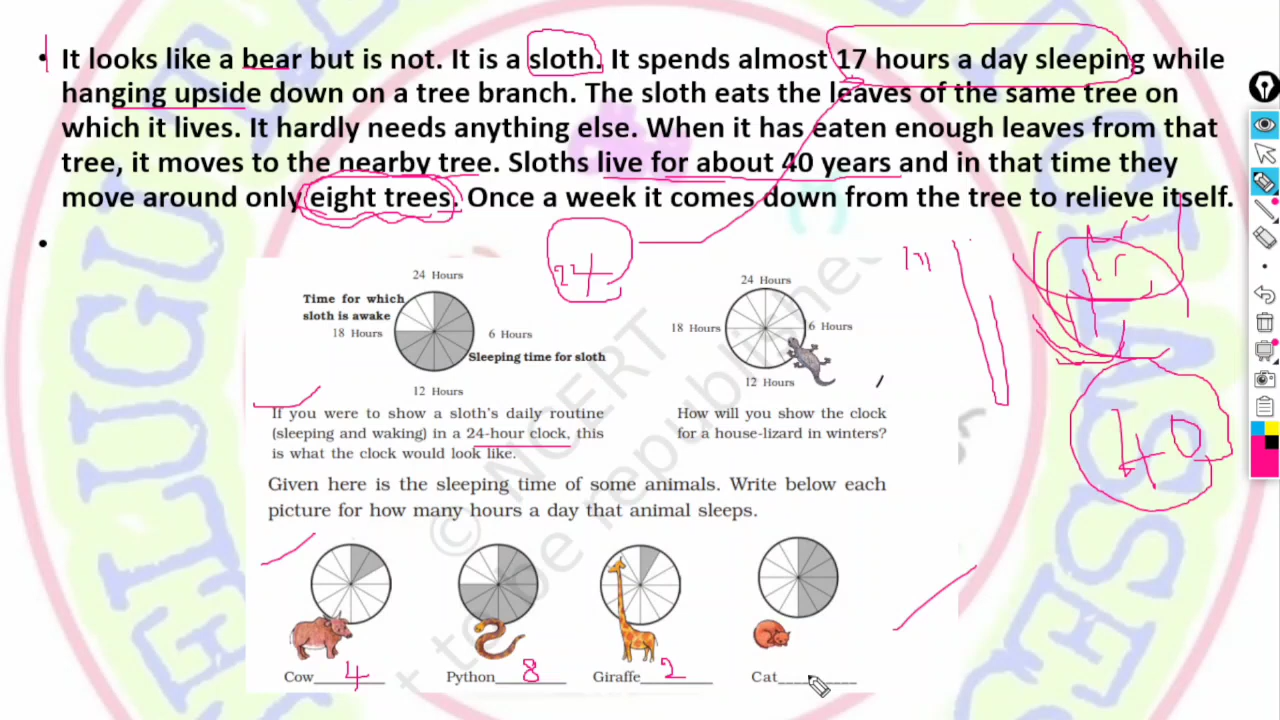 • It looks like a bear but is not. It is a sloth. It spends almost 17 hours a day sleeping while
hanging upside down on a tree branch. The sloth eats the leaves of the same tree on
which it lives. It hardly needs anything else. When it has eaten enough leaves from that
tree, it moves to the nearby tree. Sloths live for about 40 years and in that time they
move around only eight trees. Once a week it comes down from the tree to relieve itself.
•
24
24 Hours
Time for which
sloth is awake
18 Hours
6 Hours
Sleeping time for sloth
12 Hours
24 Hours
18 Hours
6 Hours
12 Hours
40
If you were to show a sloth's daily routine
(sleeping and waking) in a 24-hour clock, this
is what the clock would look like.
How will you show the clock
for a house-lizard in winters?
Given here is the sleeping time of some animals. Write below each
picture for how many hours a day that animal sleeps.
Cow 4
Python 8
Giraffe 2
Cat
© NCERT
be republished